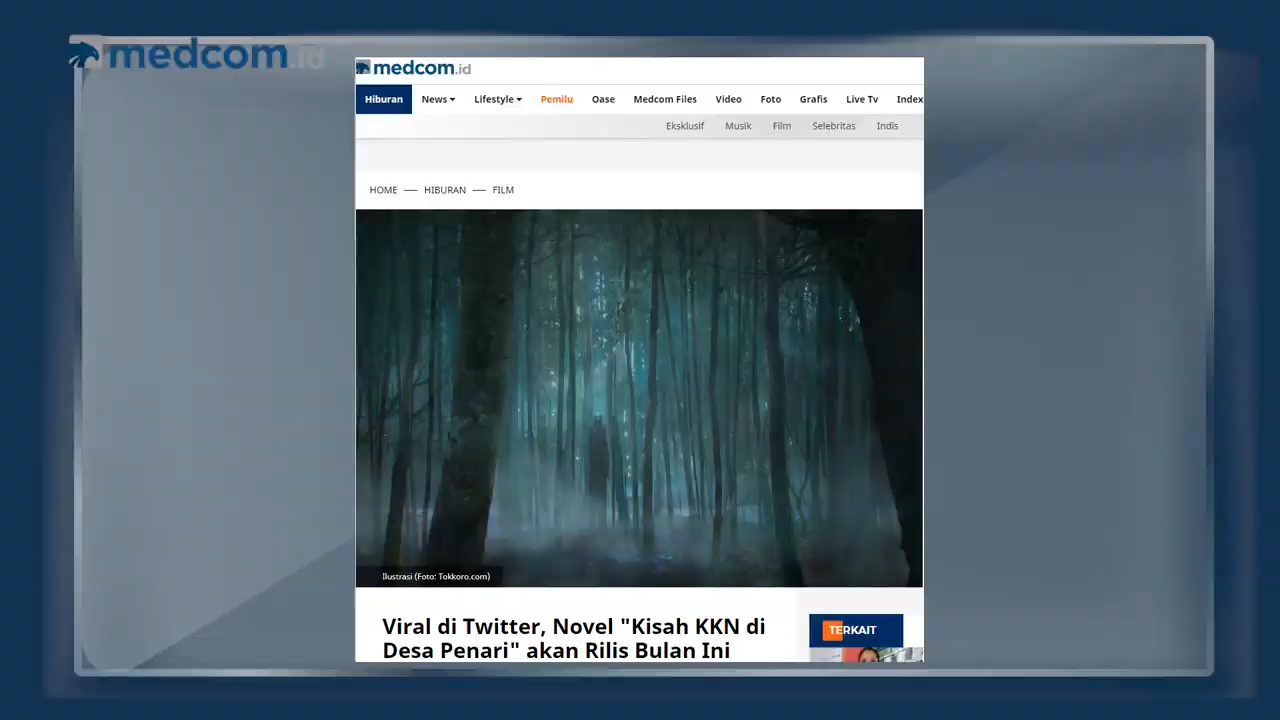 medcom.id
medcom.id
Hiburan News Lifestyle Pemilu Oase Medcom Files Video Foto Grafis Live Tv Index
Eksklusif Musik Film Selebritas Indis
HOME — HIBURAN — FILM
Ilustrasi (Foto: Tokkoro.com)
Viral di Twitter, Novel "Kisah KKN di
Desa Penari" akan Rilis Bulan Ini
TERKAIT